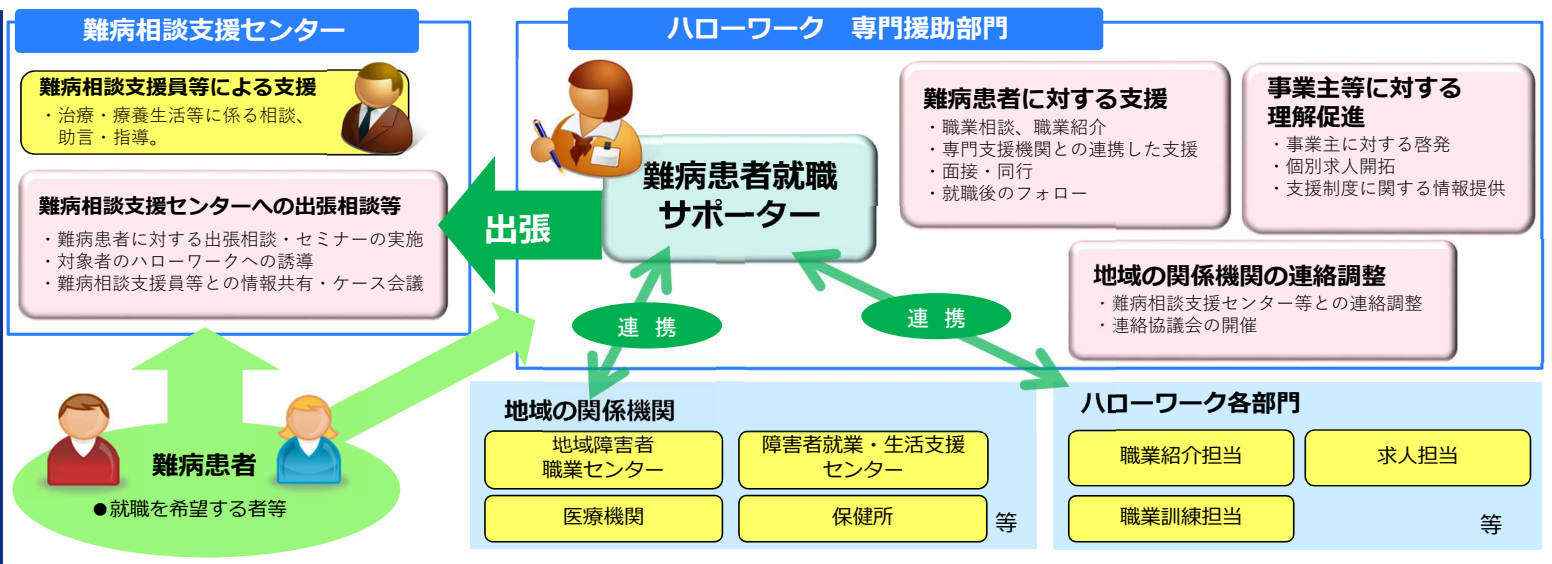 難病相談支援センター
難病相談支援員等による支援
・治療・療養生活等に係る相談、
助言・指導。
難病相談支援センターへの出張相談等
・難病患者に対する出張相談・セミナーの実施
・対象者のハローワークへの誘導
・難病相談支援員等との情報共有・ケース会議
出張
ハローワーク　専門援助部門
難病患者就職
サポーター
難病患者に対する支援
・職業相談、職業紹介
・専門支援機関との連携した支援
・面接・同行
・就職後のフォロー
事業主等に対する
理解促進
・事業主に対する啓発
・個別求人開拓
・支援制度に関する情報提供
地域の関係機関の連絡調整
・難病相談支援センター等との連絡調整
・連絡協議会の開催
連 携
連 携
難病患者
●就職を希望する者等
地域の関係機関
地域障害者
職業センター
障害者就業・生活支援
センター
医療機関
保健所
等
ハローワーク各部門
職業紹介担当
求人担当
職業訓練担当
等